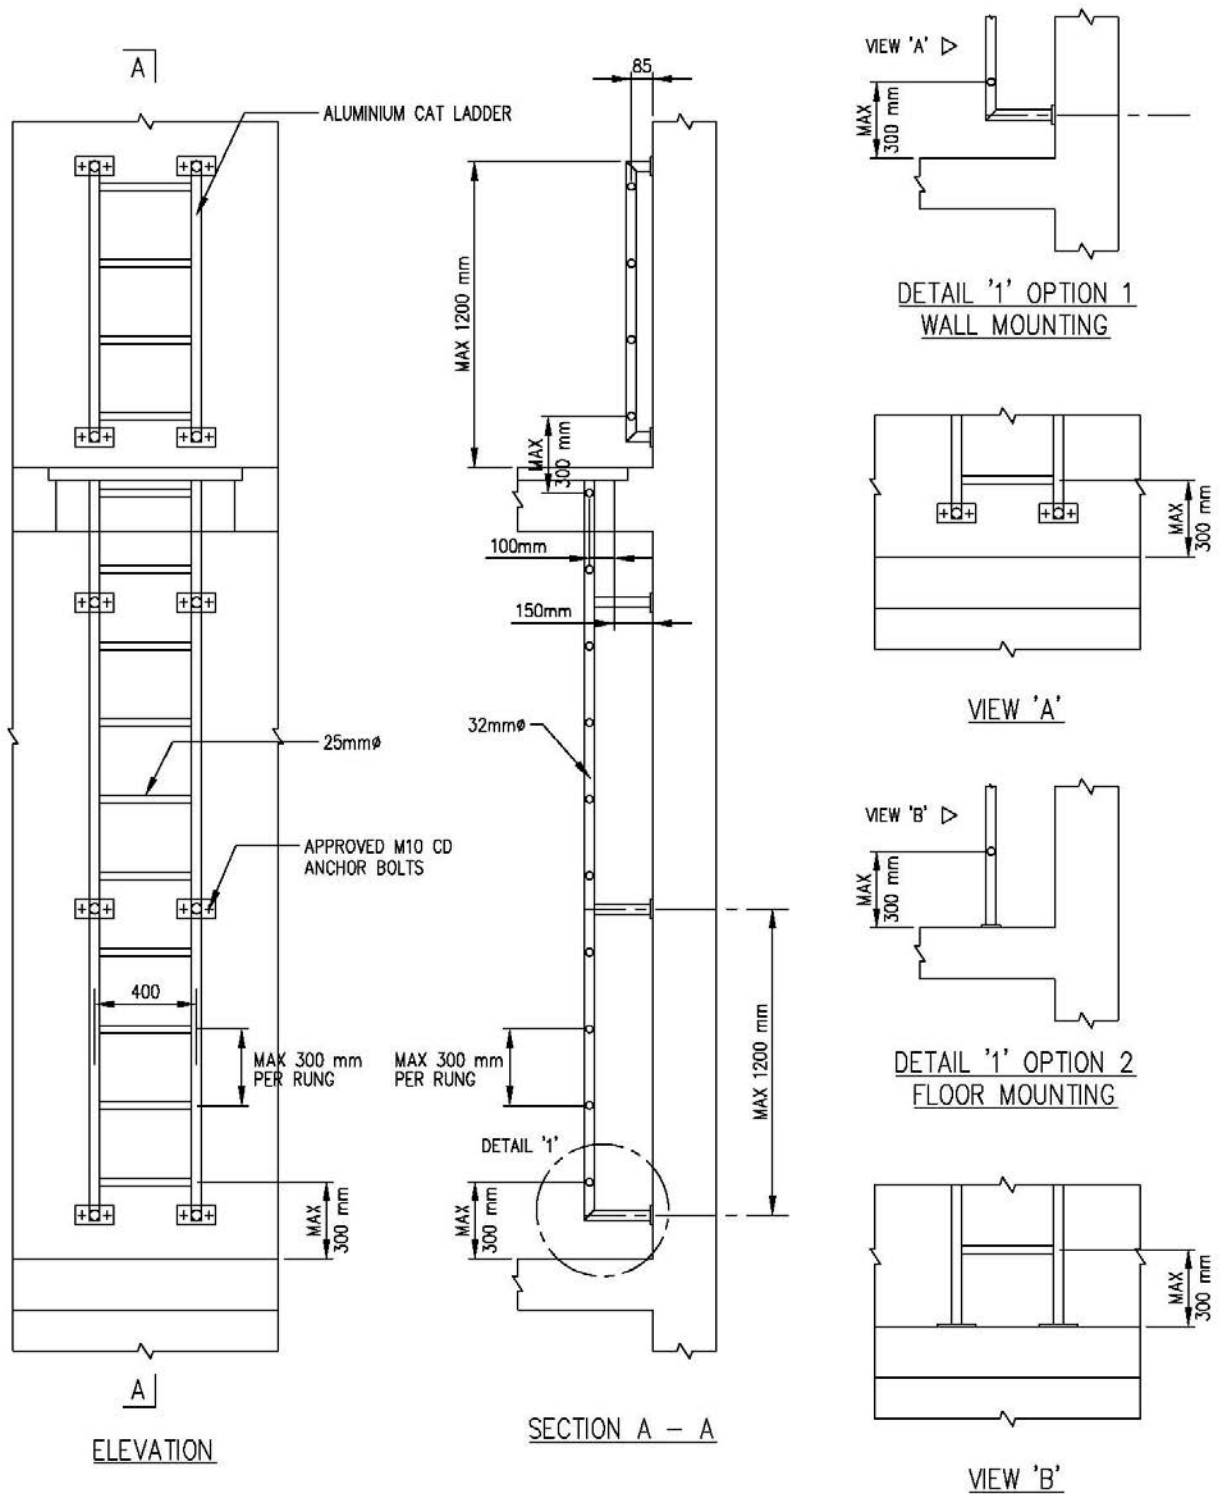 A
ALUMINIUM CAT LADDER
25mmø
APPROVED M10 CD
ANCHOR BOLTS
400
MAX 300 mm
PER RUNG
MAX
300 mm
A
ELEVATION
85
MAX 1200 mm
MAX
300 mm
100mm
150mm
32mmø
MAX 300 mm
PER RUNG
MAX 1200 mm
DETAIL '1'
MAX
300 mm
SECTION A – A
VIEW 'A'
MAX
300 mm
DETAIL '1' OPTION 1
WALL MOUNTING
MAX
300 mm
VIEW 'A'
VIEW 'B'
MAX
300 mm
DETAIL '1' OPTION 2
FLOOR MOUNTING
MAX
300 mm
VIEW 'B'